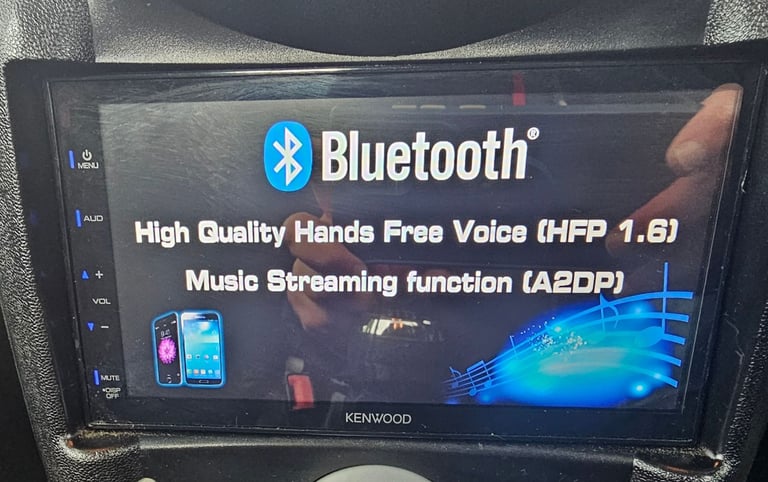 Bluetooth®
High Quality Hands Free Voice (HFP 1.6)
Music Streaming function (A2DP)
MENU
AUD
+
VOL
−
MUTE
•DISP
OFF
KENWOOD